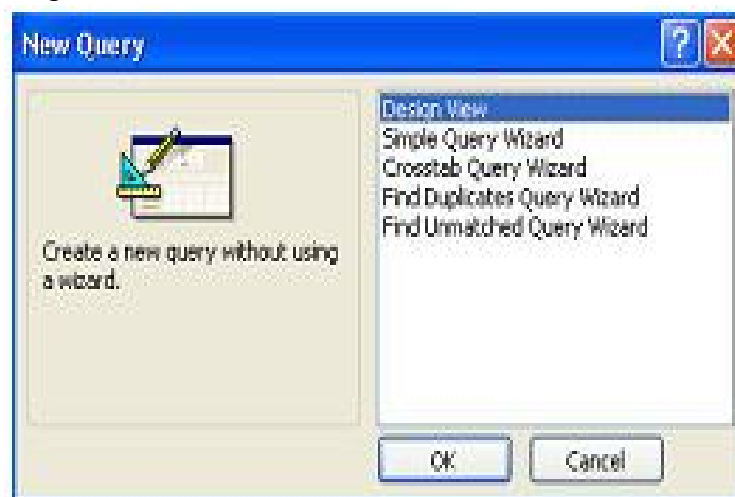 New Query
Create a new query without using
a wizard.
Design View
Simple Query Wizard
Crosstab Query Wizard
Find Duplicates Query Wizard
Find Unmatched Query Wizard
OK
Cancel